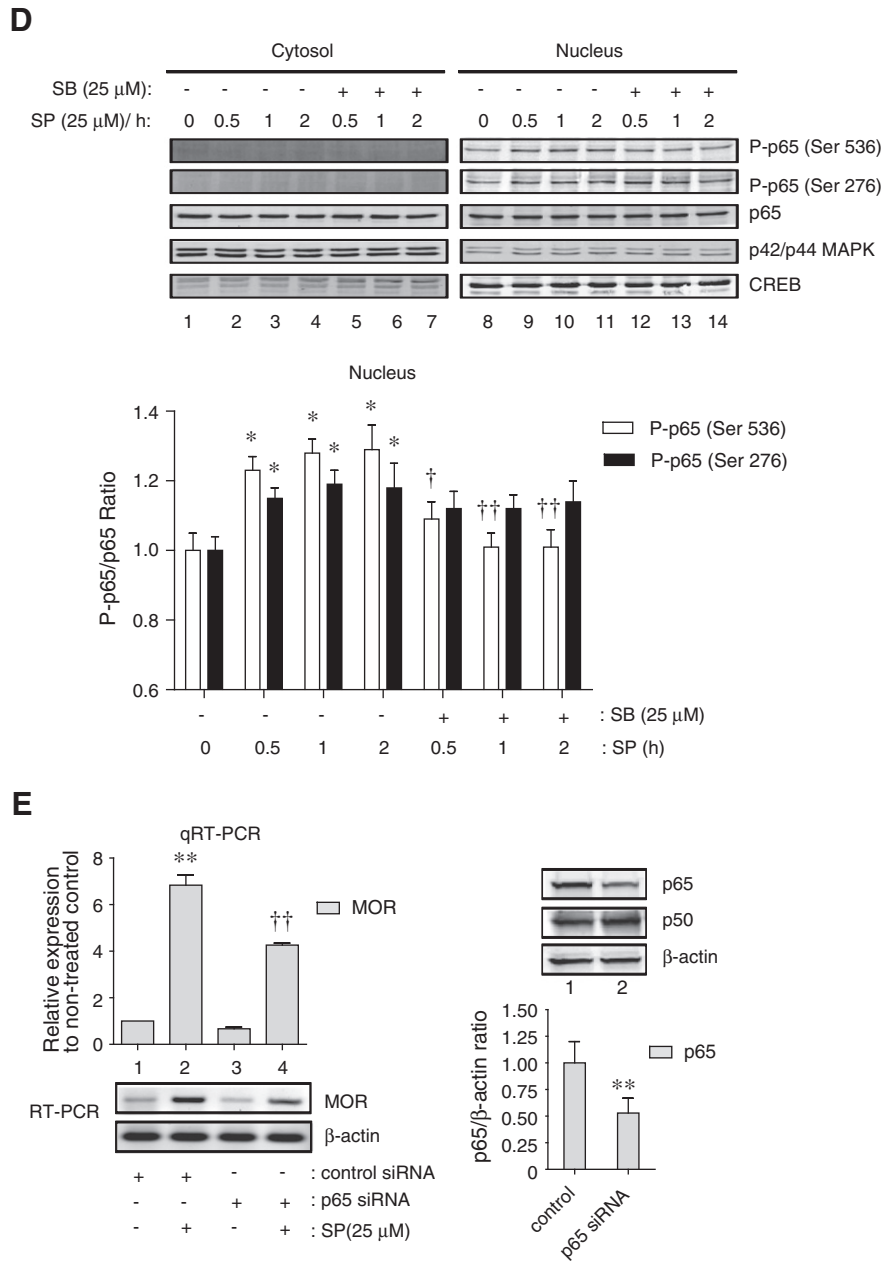 D
Cytosol Nucleus
SB (25 μM): - - - - + + + - - - - + + +
SP (25 μM)/ h: 0 0.5 1 2 0.5 1 2 0 0.5 1 2 0.5 1 2
P-p65 (Ser 536)
P-p65 (Ser 276)
p65
p42/p44 MAPK
CREB
1 2 3 4 5 6 7 8 9 10 11 12 13 14
Nucleus
P-p65/p65 Ratio
1.4
1.2
1.0
0.8
0.6
* * * * * * † †† ††
P-p65 (Ser 536)
P-p65 (Ser 276)
- - - - + + + : SB (25 μM)
0 0.5 1 2 0.5 1 2 : SP (h)
E
qRT-PCR
Relative expression
to non-treated control
8
6
4
2
0
** ††
MOR
1 2 3 4
RT-PCR
MOR
β-actin
+ + - - : control siRNA
- - + + : p65 siRNA
- + - + : SP(25 μM)
p65
p50
β-actin
1 2
p65/β-actin ratio
1.50
1.25
1.00
0.75
0.50
0.25
0
**
p65
control
p65 siRNA